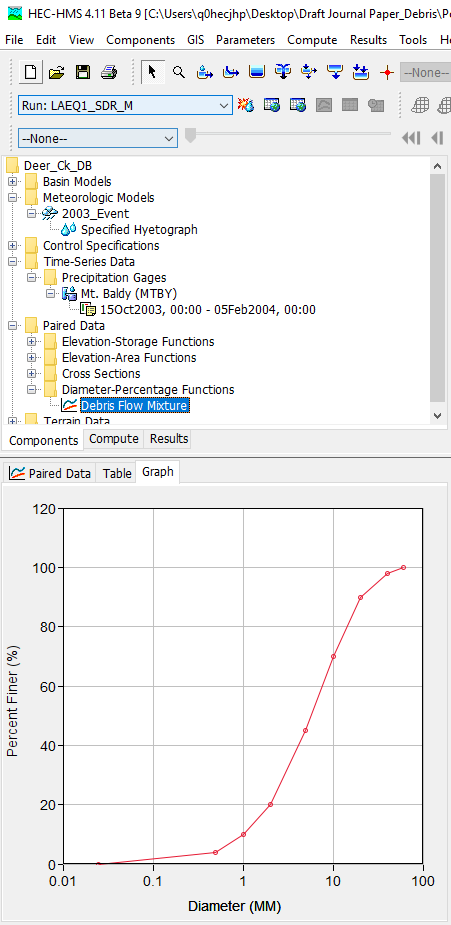 HEC-HMS 4.11 Beta 9 [C:\Users\q0hecjhp\Desktop\Draft Journal Paper_Debris\P
File Edit View Components GIS Parameters Compute Results Tools H
--None--
Run: LAEQ1_SDR_M
--None--
Deer_Ck_DB
Basin Models
Meteorologic Models
2003_Event
Specified Hyetograph
Control Specifications
Time-Series Data
Precipitation Gages
Mt. Baldy (MTBY)
15Oct2003, 00:00 - 05Feb2004, 00:00
Paired Data
Elevation-Storage Functions
Elevation-Area Functions
Cross Sections
Diameter-Percentage Functions
Debris Flow Mixture
Terrain Data
Components Compute Results
Paired Data Table Graph
120
100
80
60
40
20
0
Percent Finer (%)
0.01 0.1 1 10 100
Diameter (MM)